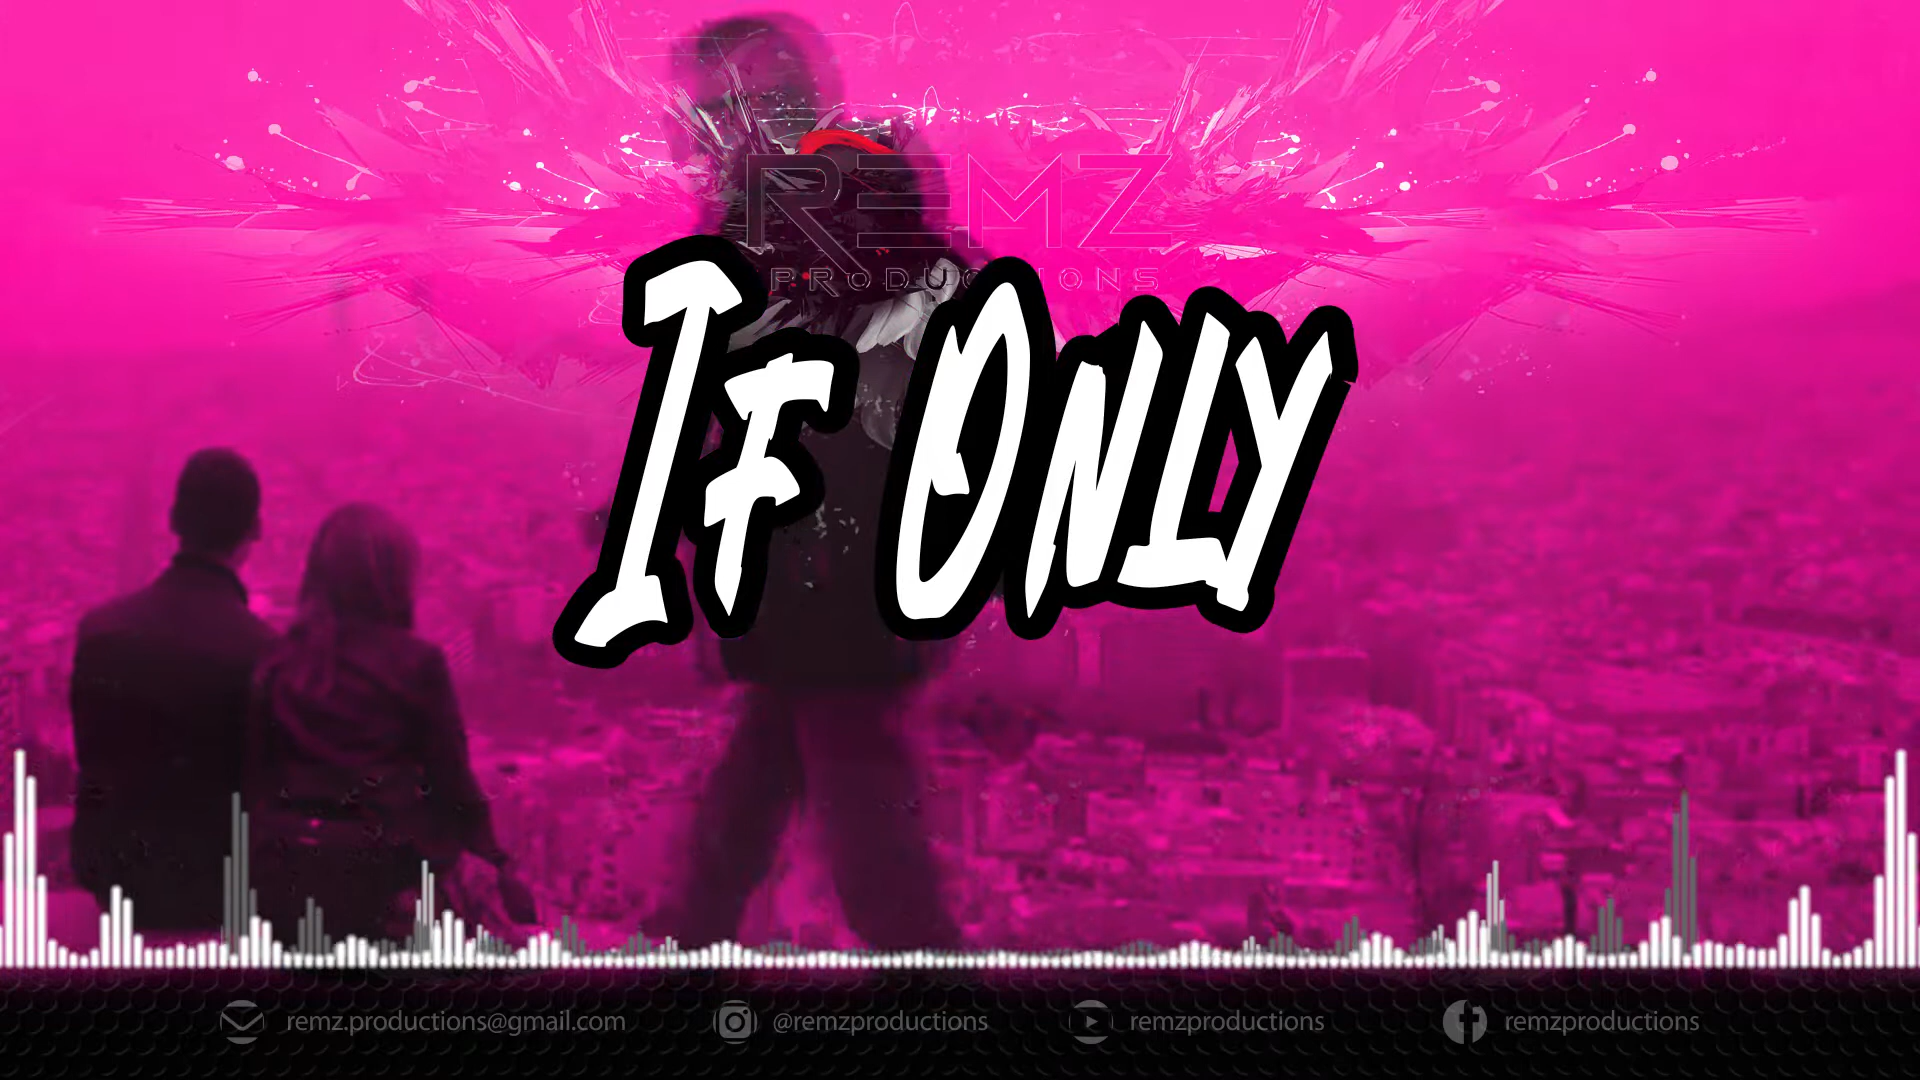 REMZ
PRODUCTIONS
If Only
remz.productions@gmail.com
@remzproductions
remzproductions
remzproductions